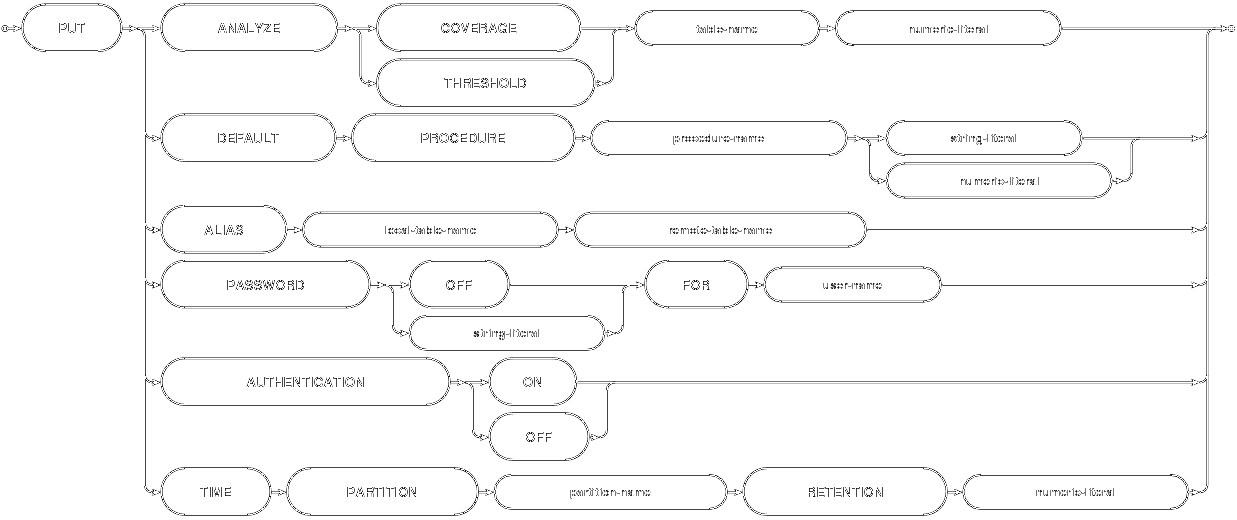 PUT ANALYZE COVERAGE table-name numeric-literal
THRESHOLD
DEFAULT PROCEDURE procedure-name string-literal
numeric-literal
ALIAS local-table-name remote-table-name
PASSWORD OFF FOR user-name
string-literal
AUTHENTICATION ON
OFF
TIME PARTITION partition-name RETENTION numeric-literal